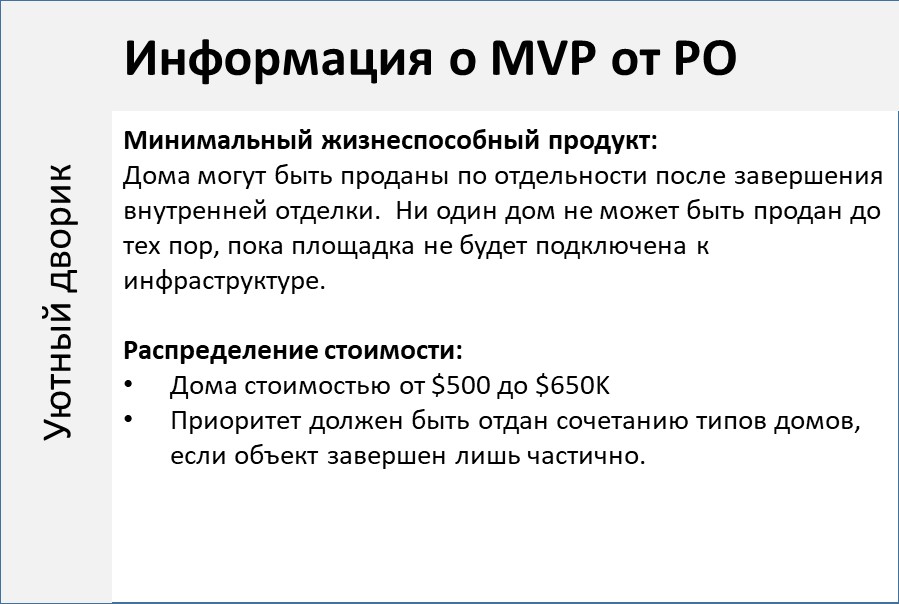 Информация о MVP от PO
Уютный дворик
Минимальный жизнеспособный продукт:
Дома могут быть проданы по отдельности после завершения
внутренней отделки.  Ни один дом не может быть продан до
тех пор, пока площадка не будет подключена к
инфраструктуре.
Распределение стоимости:
• Дома стоимостью от $500 до $650K
• Приоритет должен быть отдан сочетанию типов домов,
если объект завершен лишь частично.